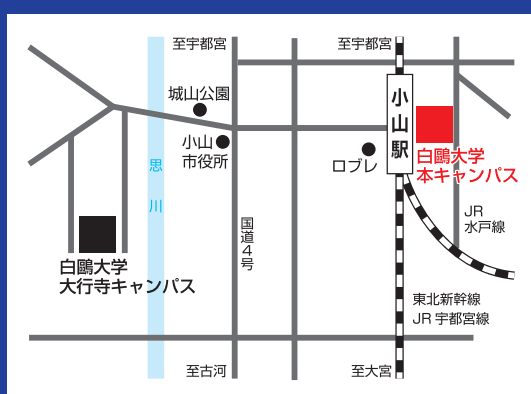 至宇都宮
至宇都宮
城山公園
小山駅
小山
市役所
ロブレ
白鷗大学
本キャンパス
思川
JR
水戸線
国道4号
白鷗大学
大行寺キャンパス
東北新幹線
JR宇都宮線
至古河
至大宮